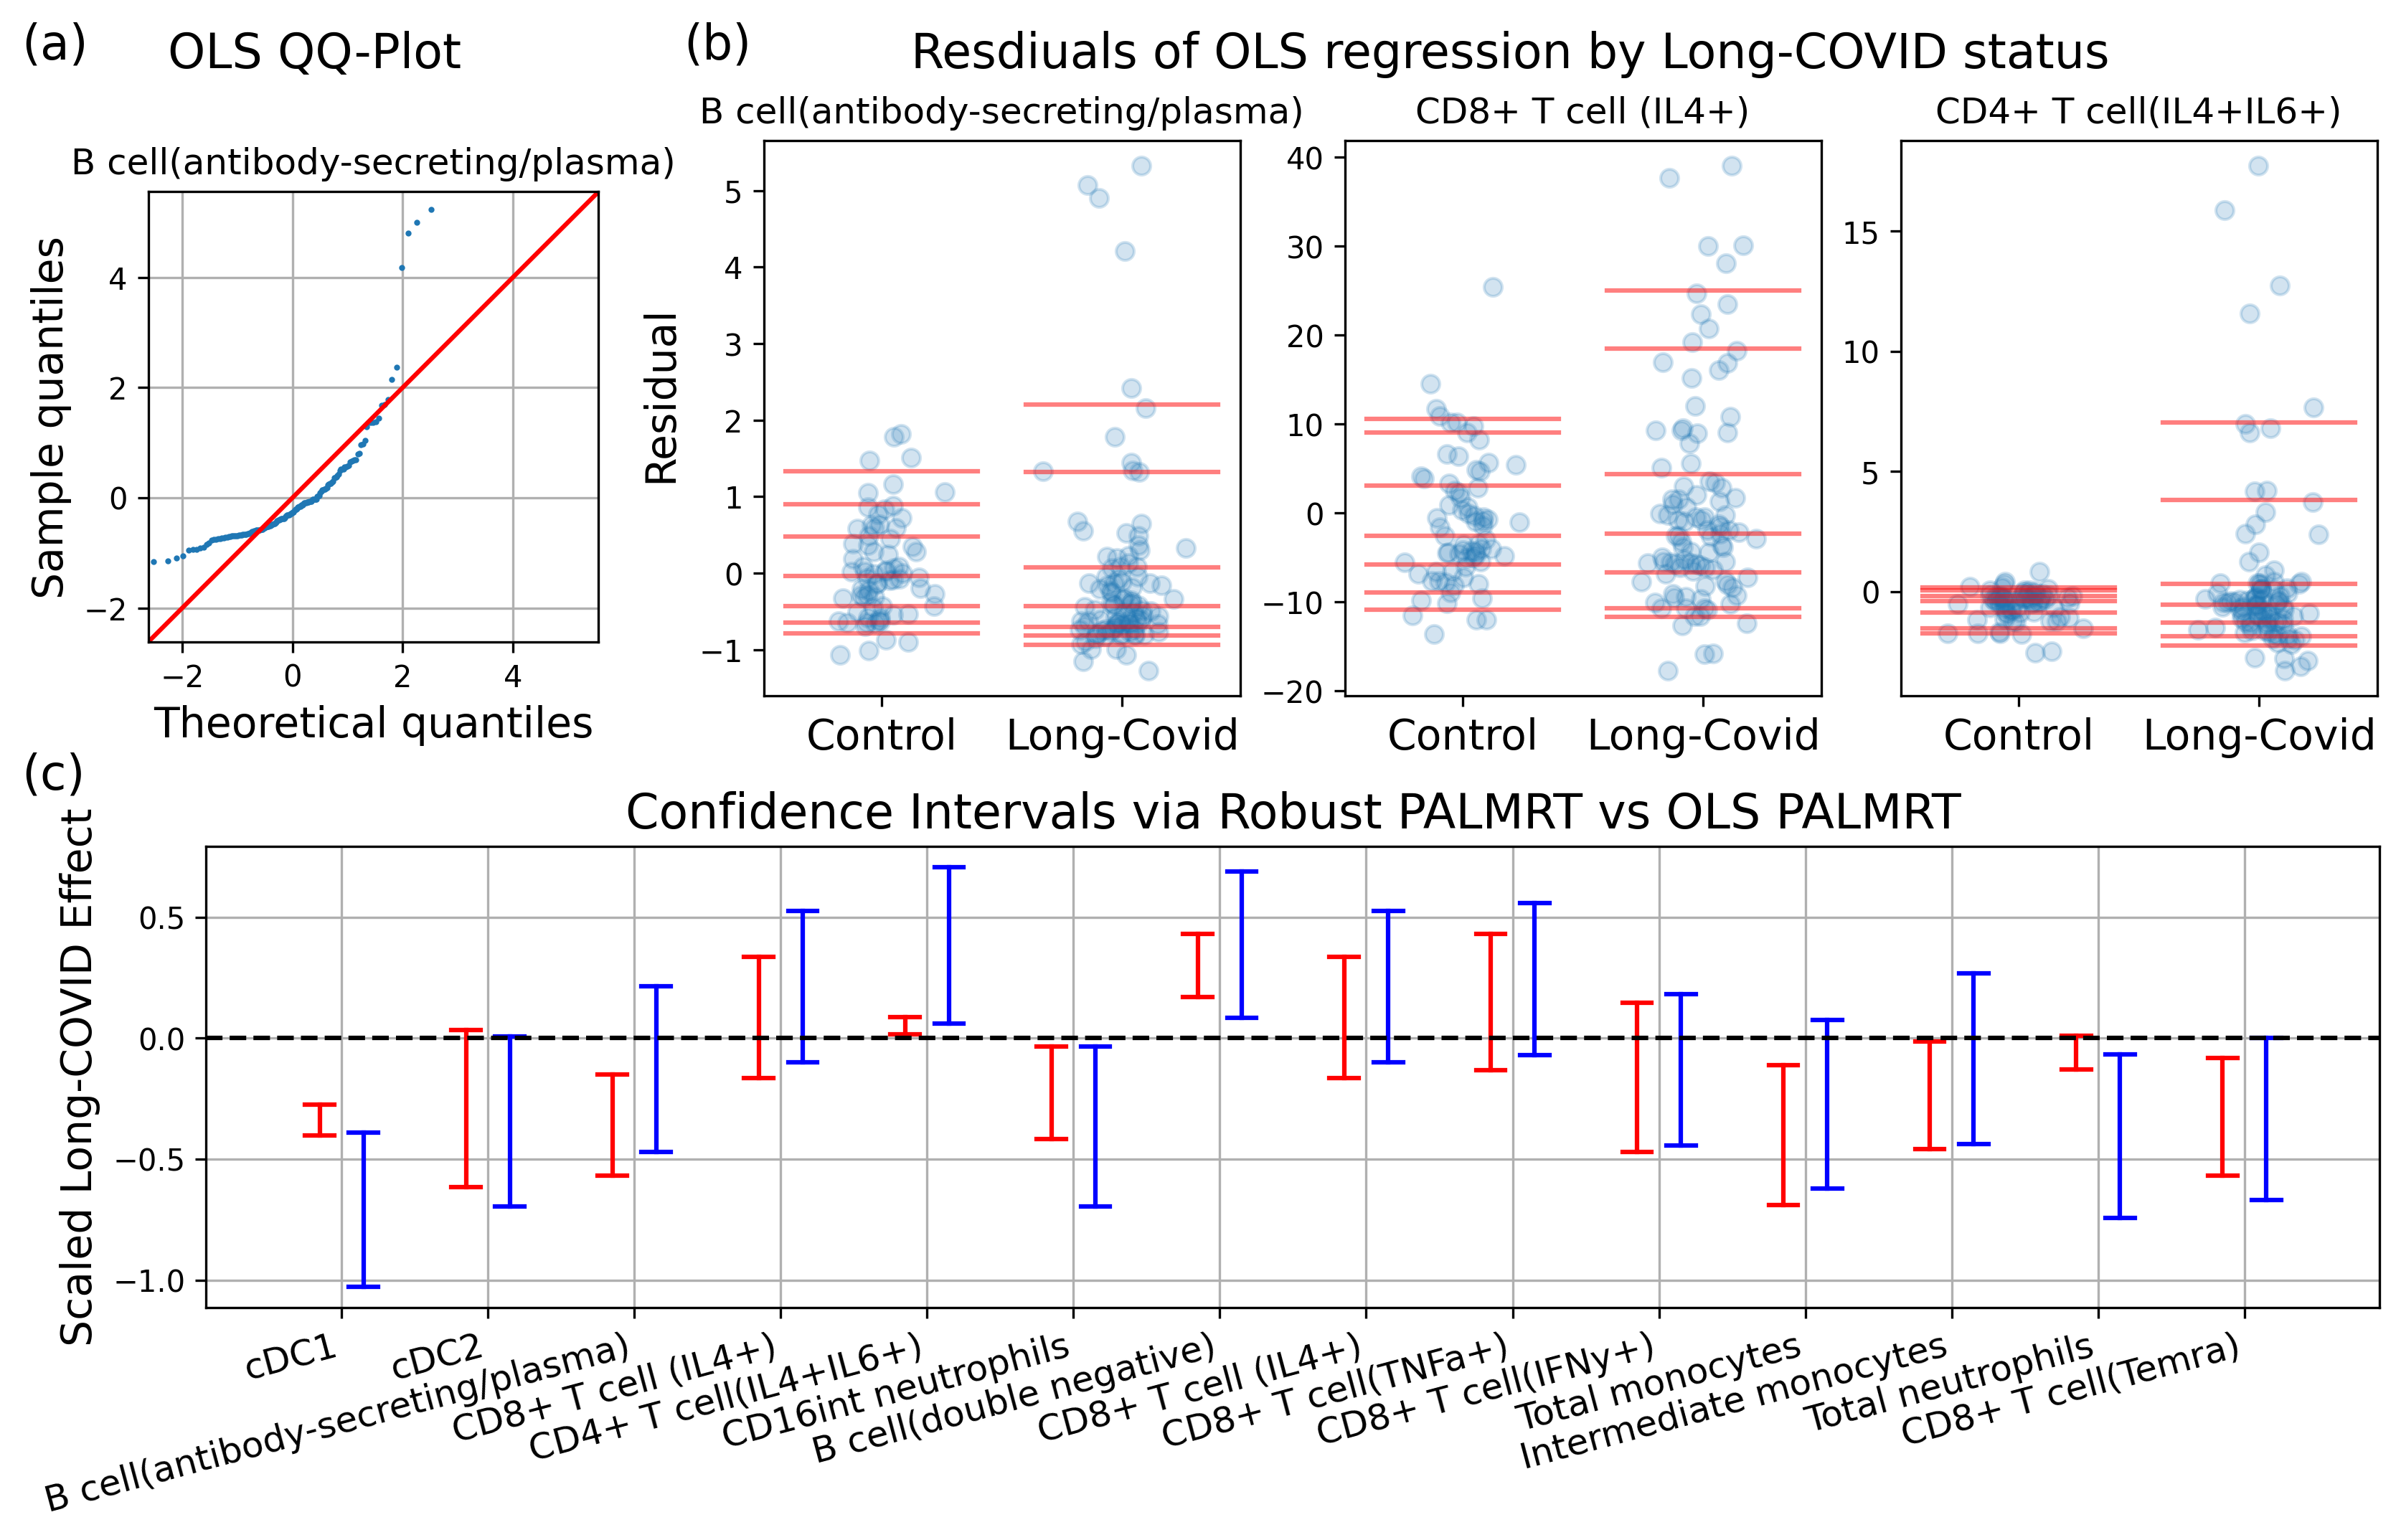 (a)
OLS QQ-Plot
B cell(antibody-secreting/plasma)
Sample quantiles
4
2
0
−2
−2 0 2 4
Theoretical quantiles
(b)
Resdiuals of OLS regression by Long-COVID status
B cell(antibody-secreting/plasma)
Residual
5
4
3
2
1
0
−1
Control Long-Covid
CD8+ T cell (IL4+)
40
30
20
10
0
−10
−20
Control Long-Covid
CD4+ T cell(IL4+IL6+)
15
10
5
0
Control Long-Covid
(c)
Confidence Intervals via Robust PALMRT vs OLS PALMRT
Scaled Long-COVID Effect
0.5
0.0
−0.5
−1.0
cDC1
cDC2
B cell(antibody-secreting/plasma)
CD8+ T cell (IL4+)
CD4+ T cell(IL4+IL6+)
CD16int neutrophils
B cell(double negative)
CD8+ T cell (IL4+)
CD8+ T cell(TNFa+)
CD8+ T cell(IFNy+)
Total monocytes
Intermediate monocytes
Total neutrophils
CD8+ T cell(Temra)